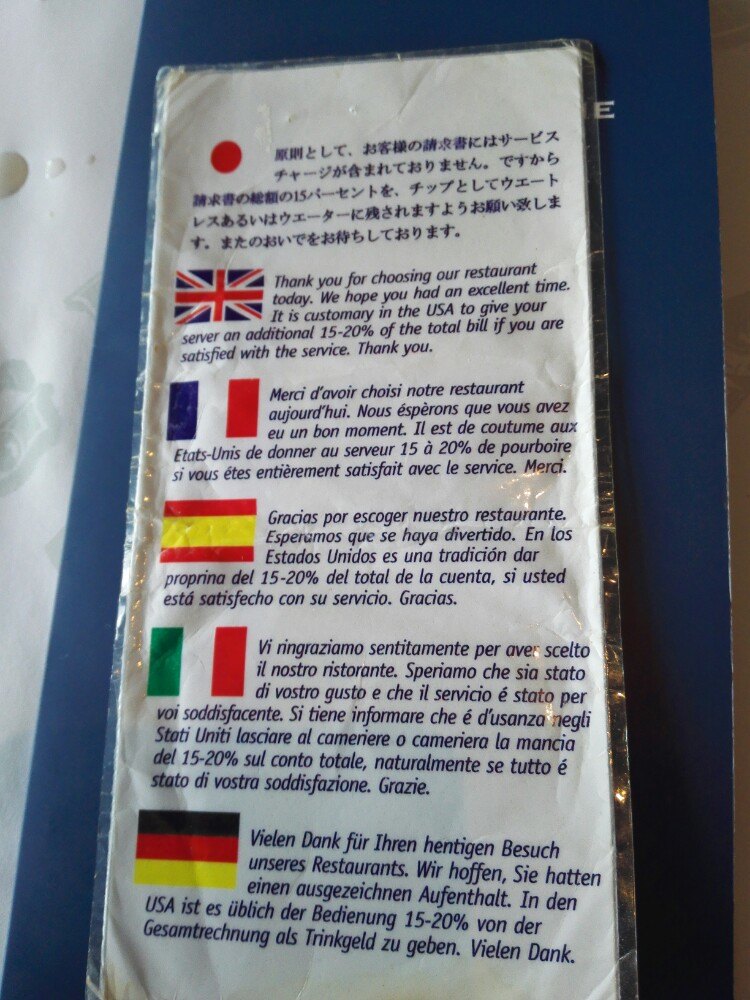 原則として、お客様の請求書にはサービス
チャージが含まれておりません。ですから
請求書の総額の15パーセントを、チップとしてウエート
レスあるいはウエーターに残されますようお願い致しま
す。またのおいでをお待ちしております。
Thank you for choosing our restaurant
today. We hope you had an excellent time.
It is customary in the USA to give your
server an additional 15-20% of the total bill if you are
satisfied with the service. Thank you.
Merci d'avoir choisi notre restaurant
aujourd'hui. Nous éspèrons que vous avez
eu un bon moment. Il est de coutume aux
Etats-Unis de donner au serveur 15 à 20% de pourboire
si vous étes entièrement satisfait avec le service. Merci.
Gracias por escoger nuestro restaurante.
Esperamos que se haya divertido. En los
Estados Unidos es una tradición dar
proprina del 15-20% del total de la cuenta, si usted
está satisfecho con su servicio. Gracias.
Vi ringraziamo sentitamente per aver scelto
il nostro ristorante. Speriamo che sia stato
di vostro gusto e che il servicio é stato per
voi soddisfacente. Si tiene informare che é d'usanza negli
Stati Uniti lasciare al cameriere o cameriera la mancia
del 15-20% sul conto totale, naturalmente se tutto é
stato di vostra soddisfazione. Grazie.
Vielen Dank für Ihren hentigen Besuch
unseres Restaurants. Wir hoffen, Sie hatten
einen ausgezeichnen Aufenthalt. In den
USA ist es üblich der Bedienung 15-20% von der
Gesamtrechnung als Trinkgeld zu geben. Vielen Dank.